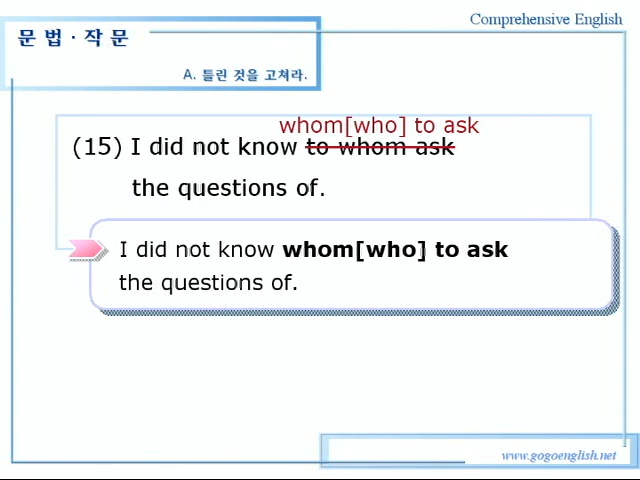 Comprehensive English
문 법 · 작 문
A. 틀린 것을 고쳐라.
whom[who] to ask
(15) I did not know to whom ask
the questions of.
I did not know whom[who] to ask
the questions of.
www.gogoenglish.net